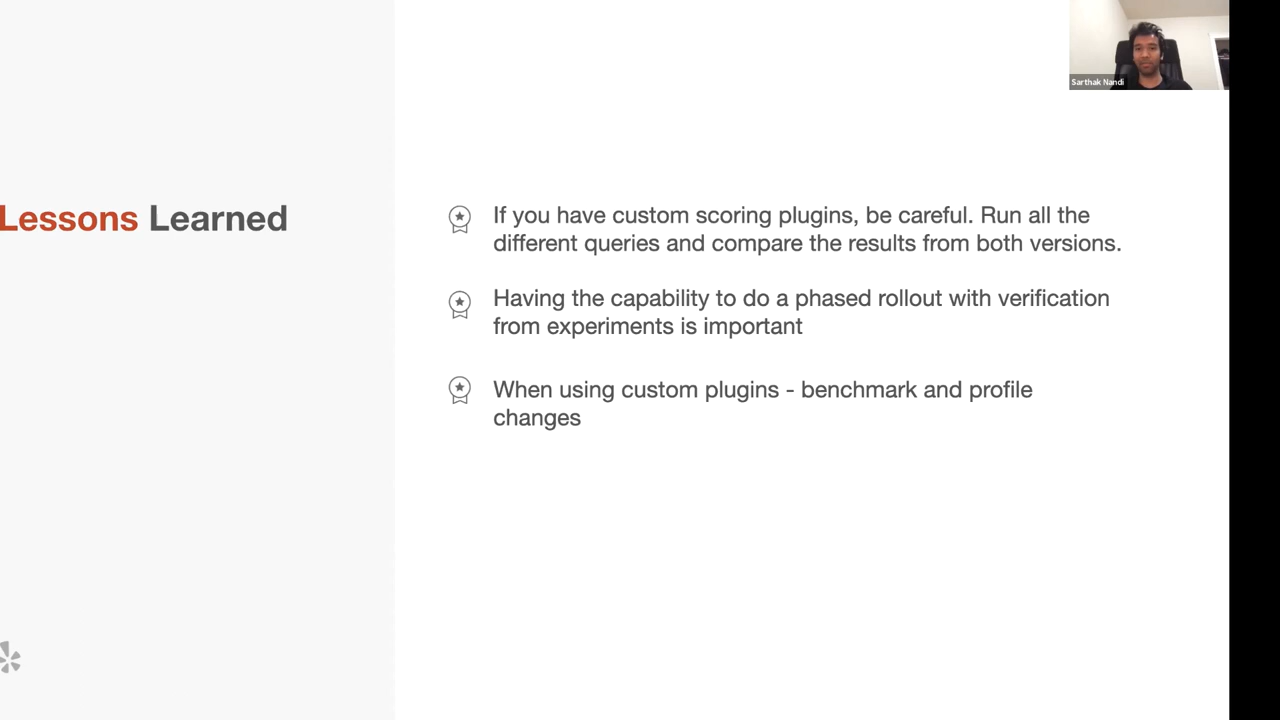 Sarthak Nandi
Lessons Learned
If you have custom scoring plugins, be careful. Run all the
different queries and compare the results from both versions.
Having the capability to do a phased rollout with verification
from experiments is important
When using custom plugins - benchmark and profile
changes